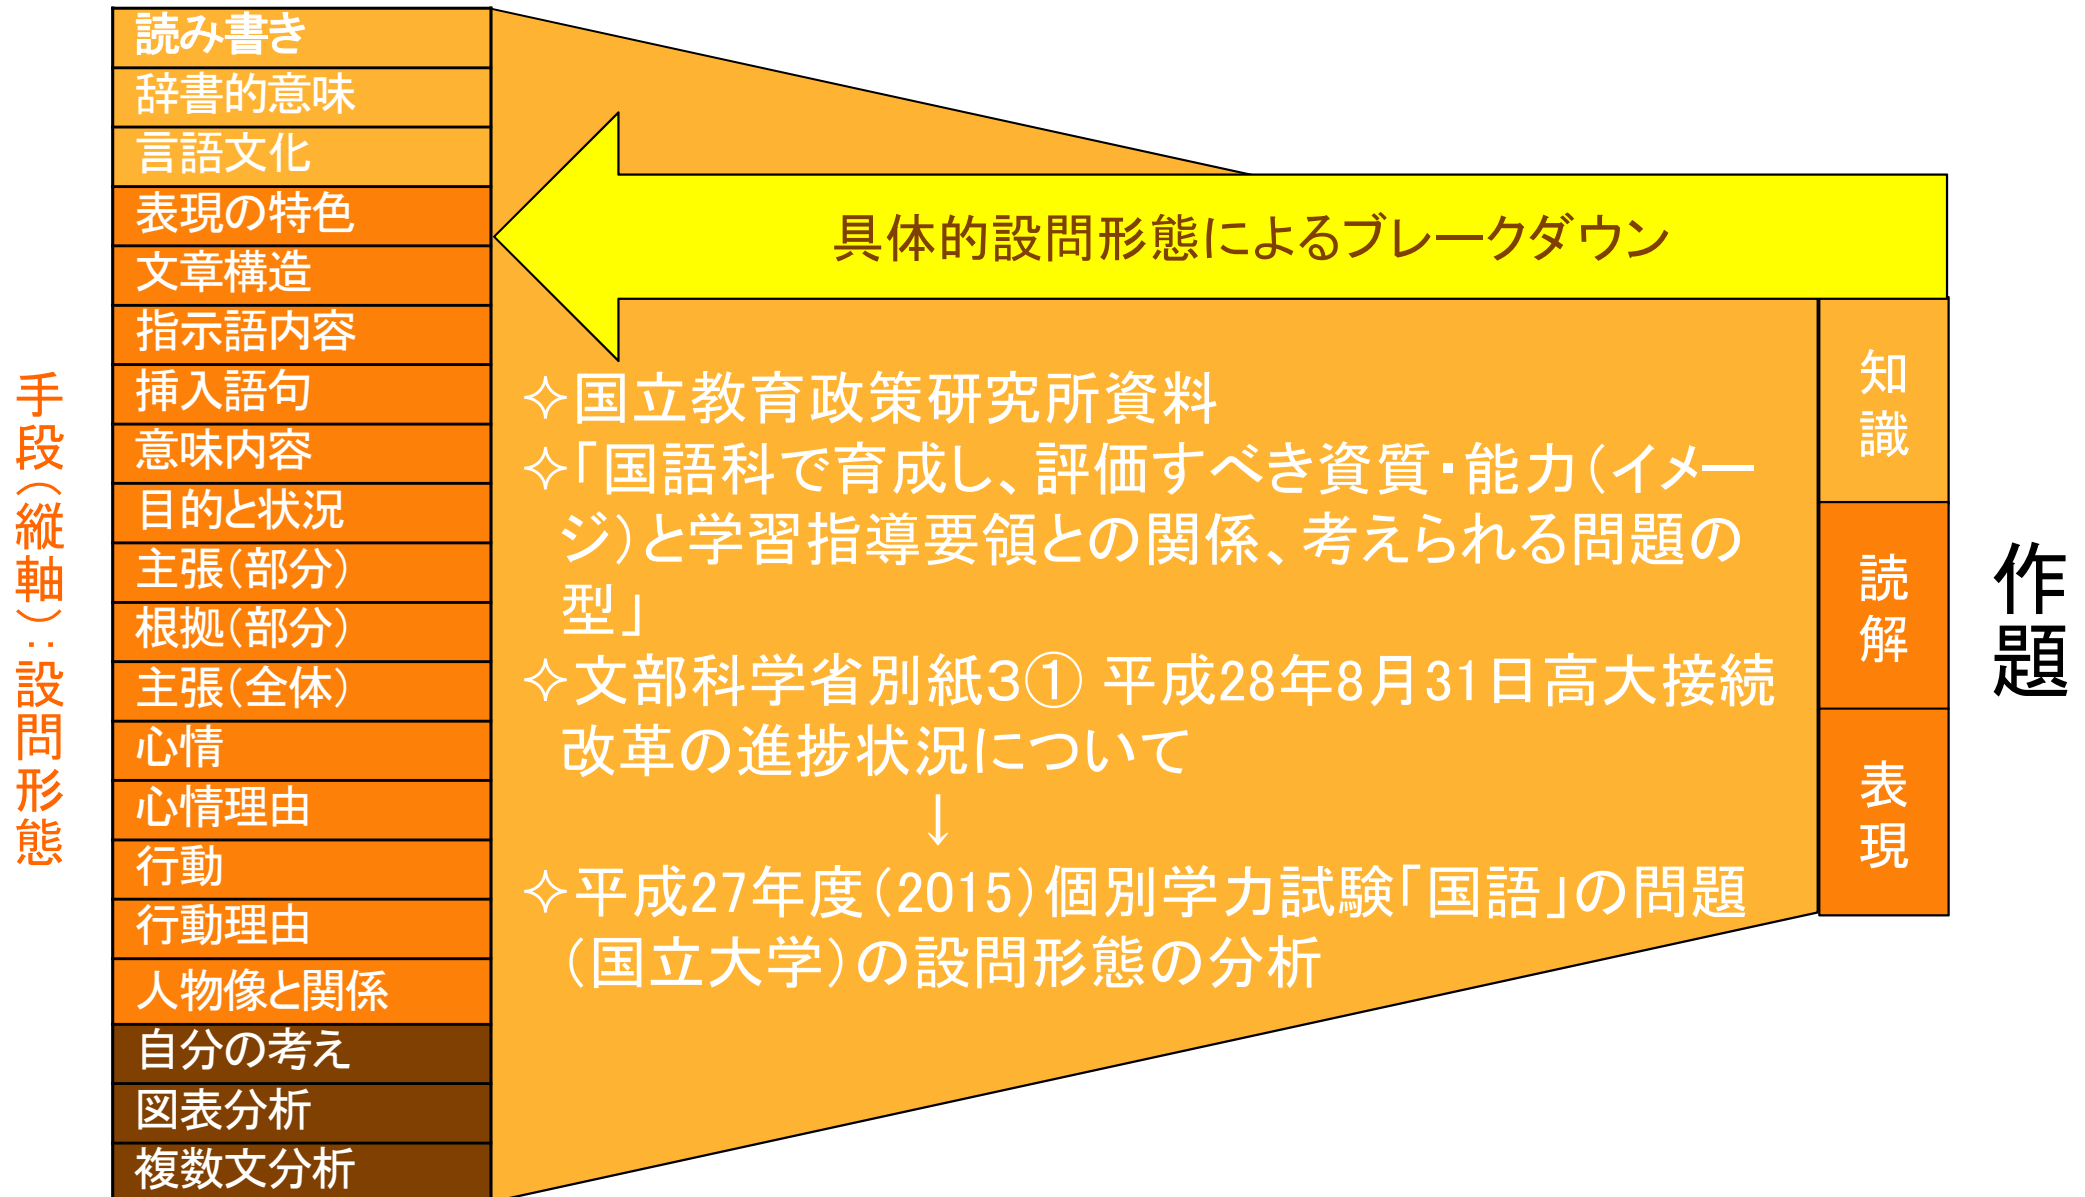 手段（縦軸）：設問形態
読み書き
辞書的意味
言語文化
表現の特色
文章構造
指示語内容
挿入語句
意味内容
目的と状況
主張（部分）
根拠（部分）
主張（全体）
心情
心情理由
行動
行動理由
人物像と関係
自分の考え
図表分析
複数文分析
具体的設問形態によるブレークダウン
✧国立教育政策研究所資料
✧「国語科で育成し、評価すべき資質・能力（イメー
ジ）と学習指導要領との関係、考えられる問題の
型」
✧文部科学省別紙３① 平成28年8月31日高大接続
改革の進捗状況について
↓
✧平成27年度（2015）個別学力試験「国語」の問題
（国立大学）の設問形態の分析
知識
読解
表現
作題